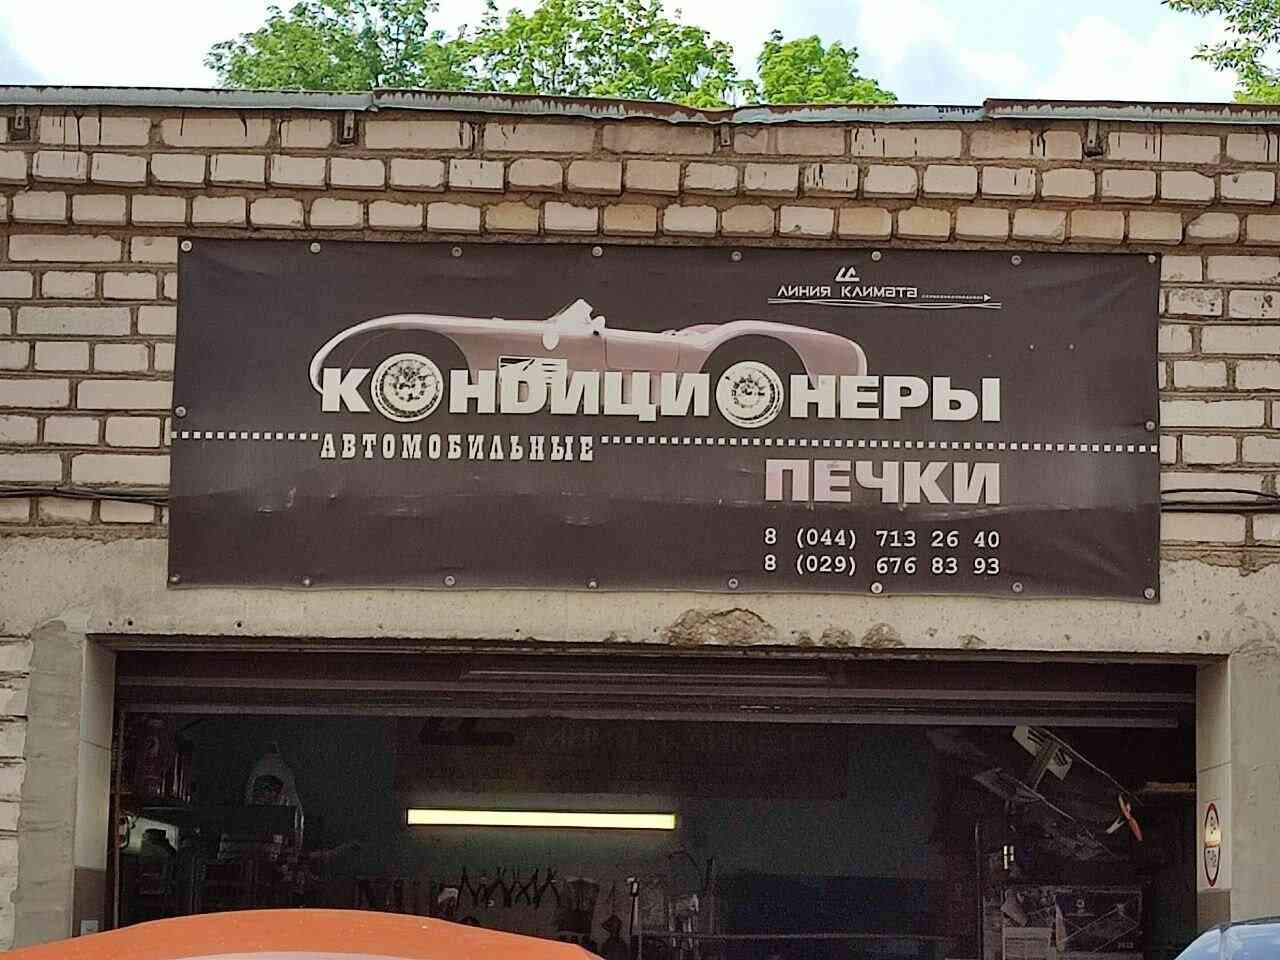 ЛИНИЯ КЛИМАТА
КОНДИЦИОНЕРЫ
АВТОМОБИЛЬНЫЕ
ПЕЧКИ
8 (044) 713 26 40
8 (029) 676 83 93